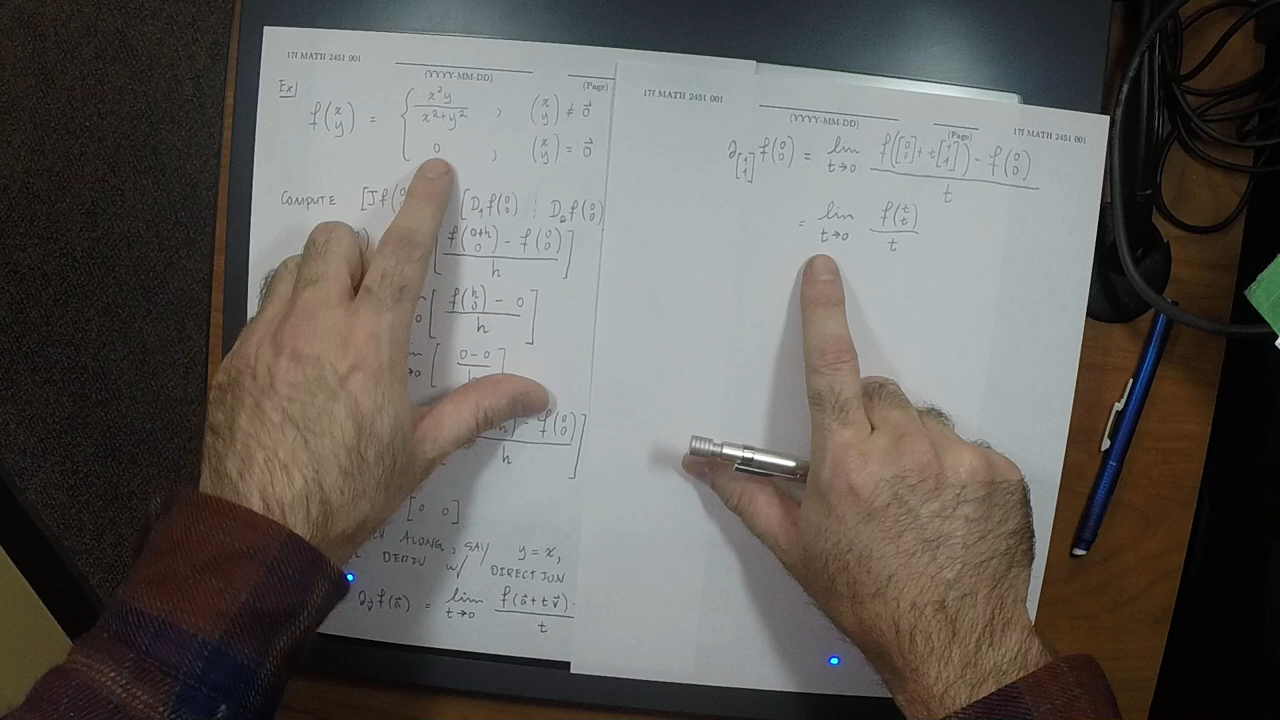 17f MATH 2451 001
(YYYY-MM-DD)
(Page)
Ex]
f(x y) = { x²y / x²+y² , (x y) ≠ 0⃗
0 , (x y) = 0⃗
COMPUTE [Jf(0 [D₁f(0 0) ⋮ D₂f(0 0)
[ f(0+h 0) - f(0 0) / h ]
[ f(h 0) - 0 / h ]
[ 0-0 / ]
f(0 0) / h ]
[0 0]
ALONG, SAY y = x,
DERIV w/ DIRECTION
∂v⃗ f(a⃗) = lim t→0 f(a⃗+tv⃗) - / t
17f MATH 2451 001
(YYYY-MM-DD)
(Page)
17f MATH 2451 001
∂[1 1] f(0 0) = lim t→0 f([0 0]+t[1 1]) - f(0 0) / t
= lim t→0 f(t t) / t